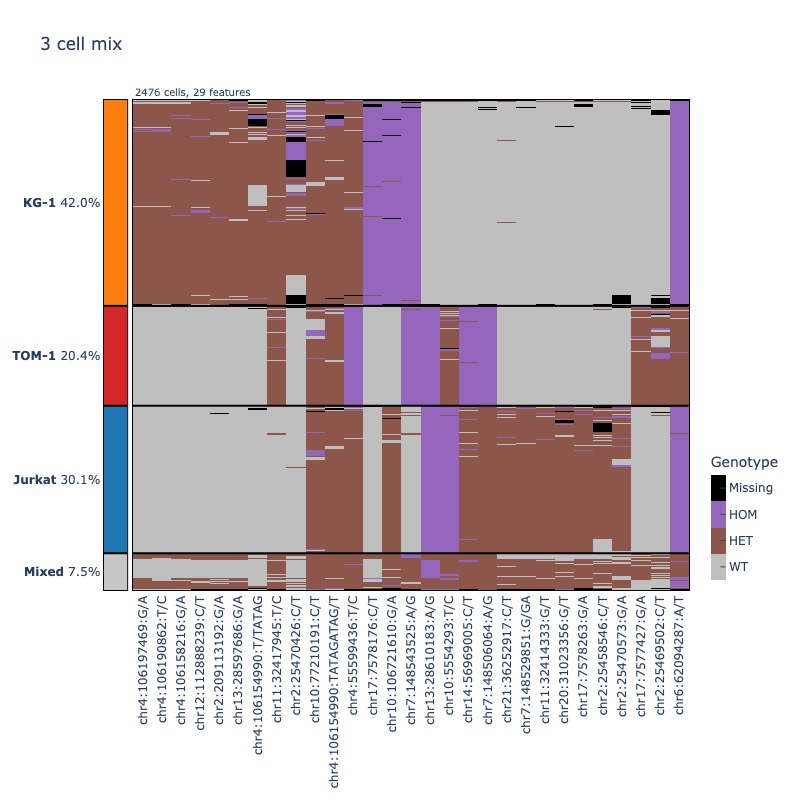 3 cell mix
2476 cells, 29 features
KG-1 42.0%
TOM-1 20.4%
Jurkat 30.1%
Mixed 7.5%
Genotype
Missing
HOM
HET
WT
chr4:106197469:G/A
chr4:106190862:T/C
chr4:106158216:G/A
chr12:112888239:C/T
chr2:209113192:G/A
chr13:28597686:G/A
chr4:106154990:T/TATAG
chr11:32417945:T/C
chr2:25470426:C/T
chr10:77210191:C/T
chr4:106154990:TATAGATAG/T
chr4:55599436:T/C
chr17:7578176:C/T
chr10:106721610:G/A
chr7:148543525:A/G
chr13:28610183:A/G
chr10:5554293:T/C
chr14:56969005:C/T
chr7:148506064:A/G
chr21:36252917:C/T
chr7:148529851:G/GA
chr11:32414333:G/T
chr20:31023356:G/T
chr17:7578263:G/A
chr2:25458546:C/T
chr2:25470573:G/A
chr17:7577427:G/A
chr2:25469502:C/T
chr6:62094287:A/T